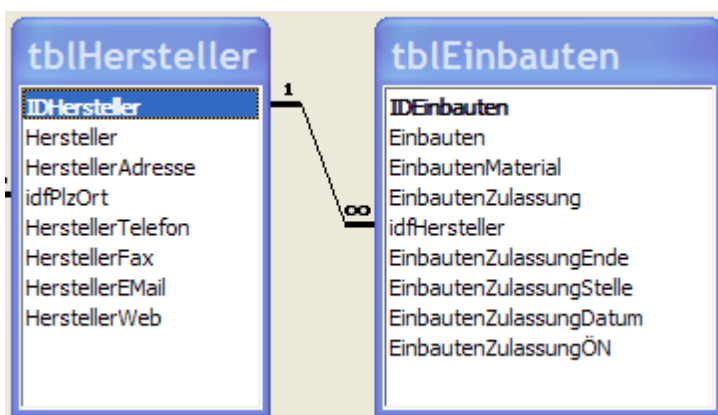 tblHersteller
IDHersteller
Hersteller
HerstellerAdresse
idfPlzOrt
HerstellerTelefon
HerstellerFax
HerstellerEMail
HerstellerWeb
1
∞
tblEinbauten
IDEinbauten
Einbauten
EinbautenMaterial
EinbautenZulassung
idfHersteller
EinbautenZulassungEnde
EinbautenZulassungStelle
EinbautenZulassungDatum
EinbautenZulassungÖN